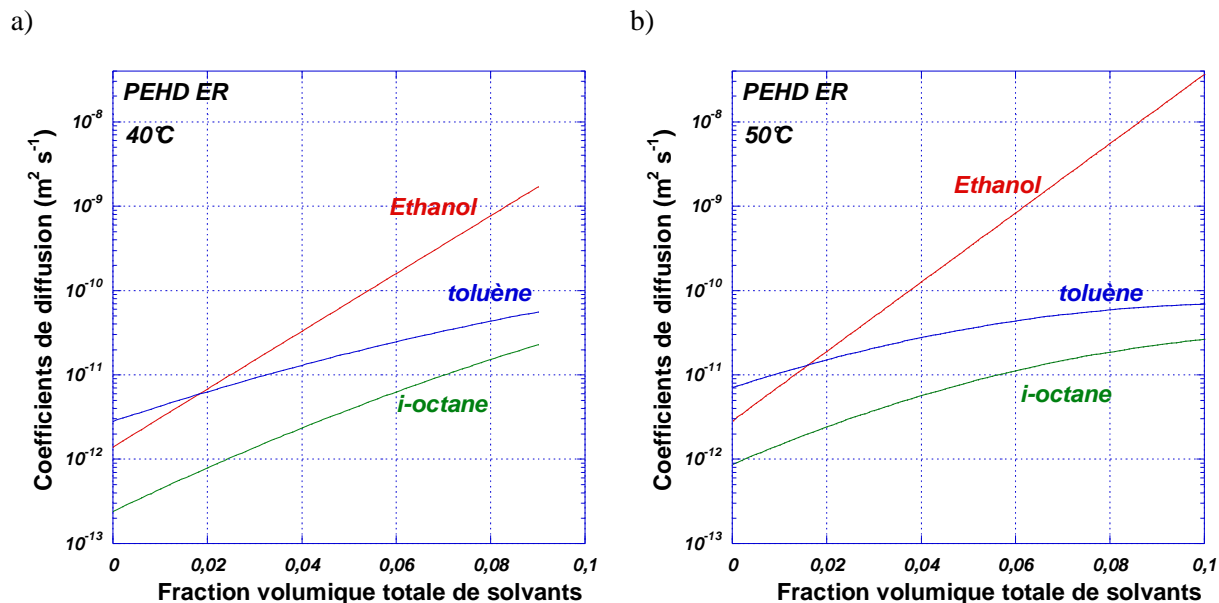 a)
PEHD ER
40°C
Ethanol
toluène
i-octane
10⁻⁸
10⁻⁹
10⁻¹⁰
10⁻¹¹
10⁻¹²
10⁻¹³
Coefficients de diffusion (m² s⁻¹)
0 0,02 0,04 0,06 0,08 0,1
Fraction volumique totale de solvants
b)
PEHD ER
50°C
Ethanol
toluène
i-octane
10⁻⁸
10⁻⁹
10⁻¹⁰
10⁻¹¹
10⁻¹²
10⁻¹³
Coefficients de diffusion (m² s⁻¹)
0 0,02 0,04 0,06 0,08 0,1
Fraction volumique totale de solvants